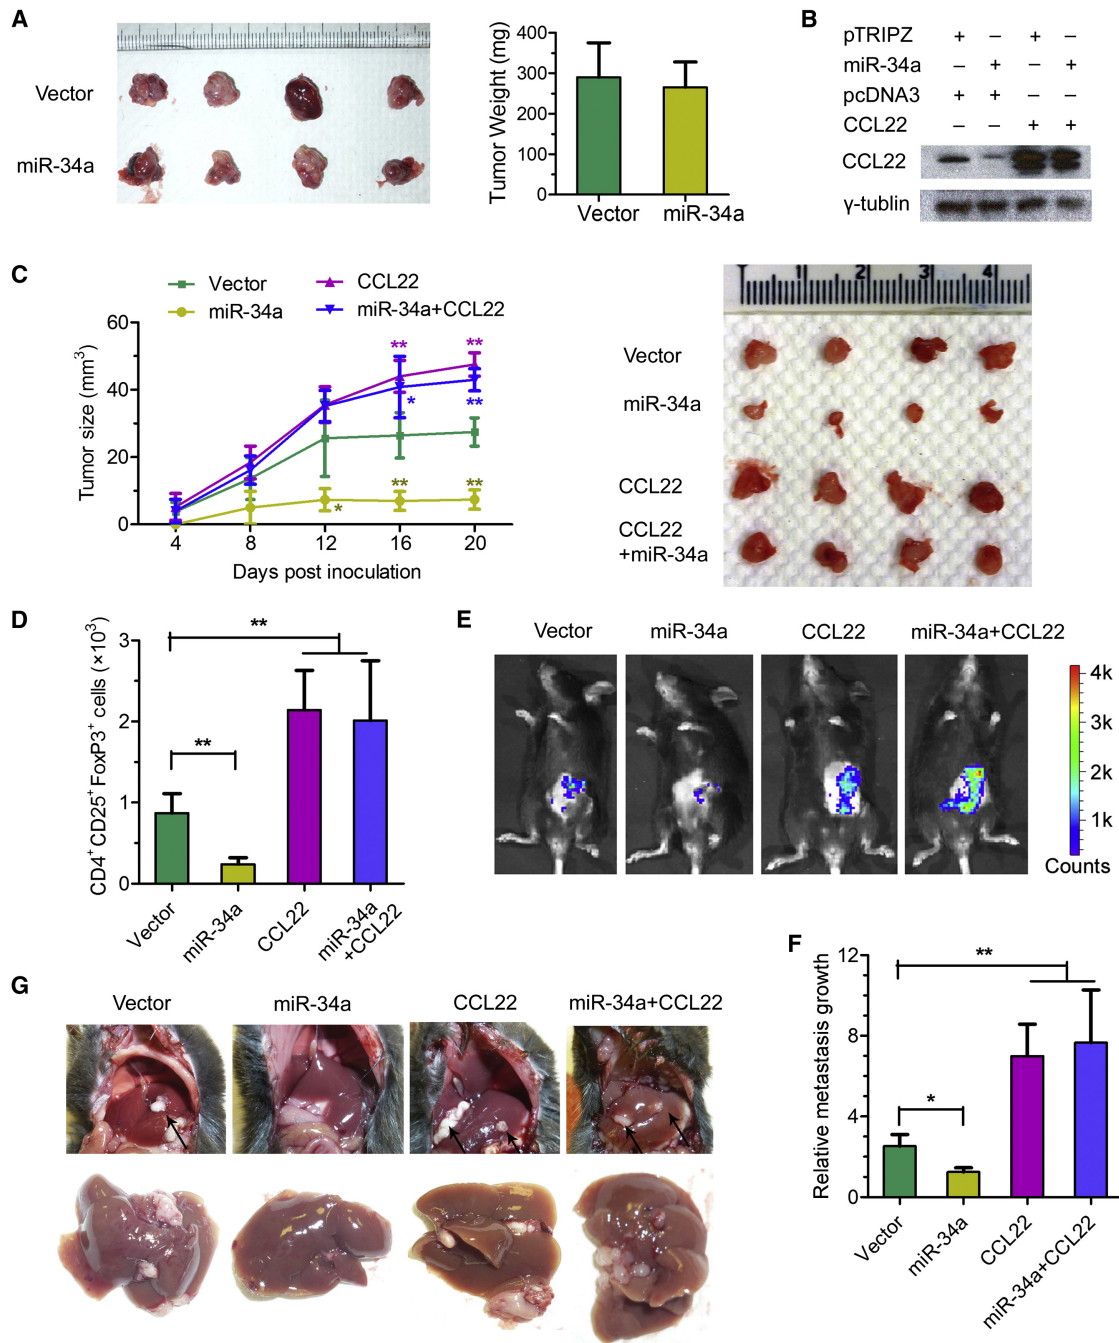 A
Vector
miR-34a
Tumor Weight (mg)
400
300
200
100
0
Vector
miR-34a
B
pTRIPZ + – + –
miR-34a – + – +
pcDNA3 + + – –
CCL22 – – + +
CCL22
γ-tublin
C
Vector
miR-34a
CCL22
miR-34a+CCL22
Tumor size (mm³)
60
40
20
0
** **
* **
** **
*
4 8 12 16 20
Days post inoculation
1 2 3 4
Vector
miR-34a
CCL22
CCL22
+miR-34a
D
CD4⁺ CD25⁺ FoxP3⁺ cells (×10³)
3
2
1
0
**
**
Vector
miR-34a
CCL22
miR-34a
+CCL22
E
Vector
miR-34a
CCL22
miR-34a+CCL22
4k
3k
2k
1k
Counts
F
Relative metastasis growth
12
8
4
0
**
*
Vector
miR-34a
CCL22
miR-34a+CCL22
G
Vector
miR-34a
CCL22
miR-34a+CCL22